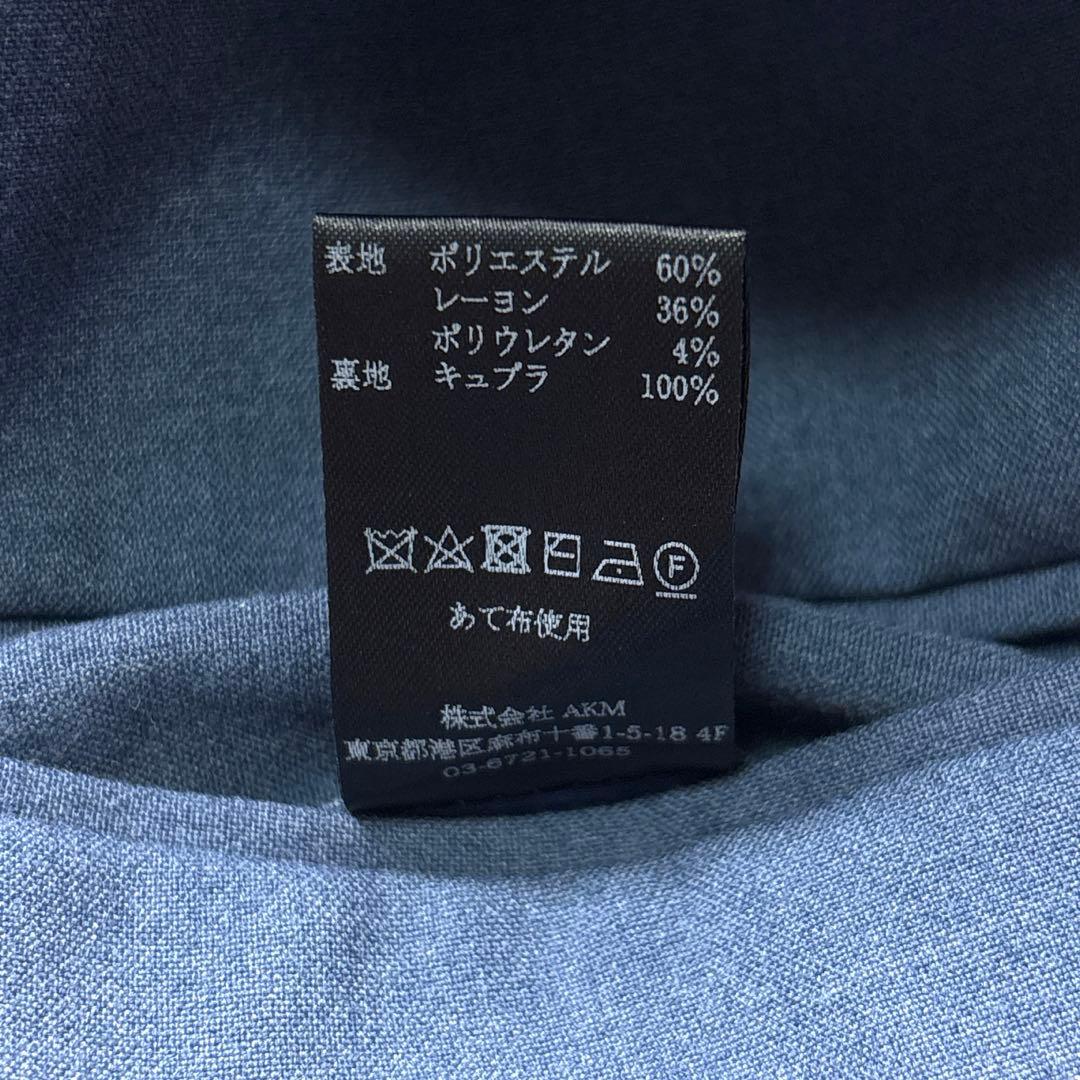 表地 ポリエステル 60%
レーヨン 36%
ポリウレタン 4%
裏地 キュプラ 100%
F
あて布使用
株式会社 AKM
東京都港区麻布十番1-5-18 4F
03-6721-1065